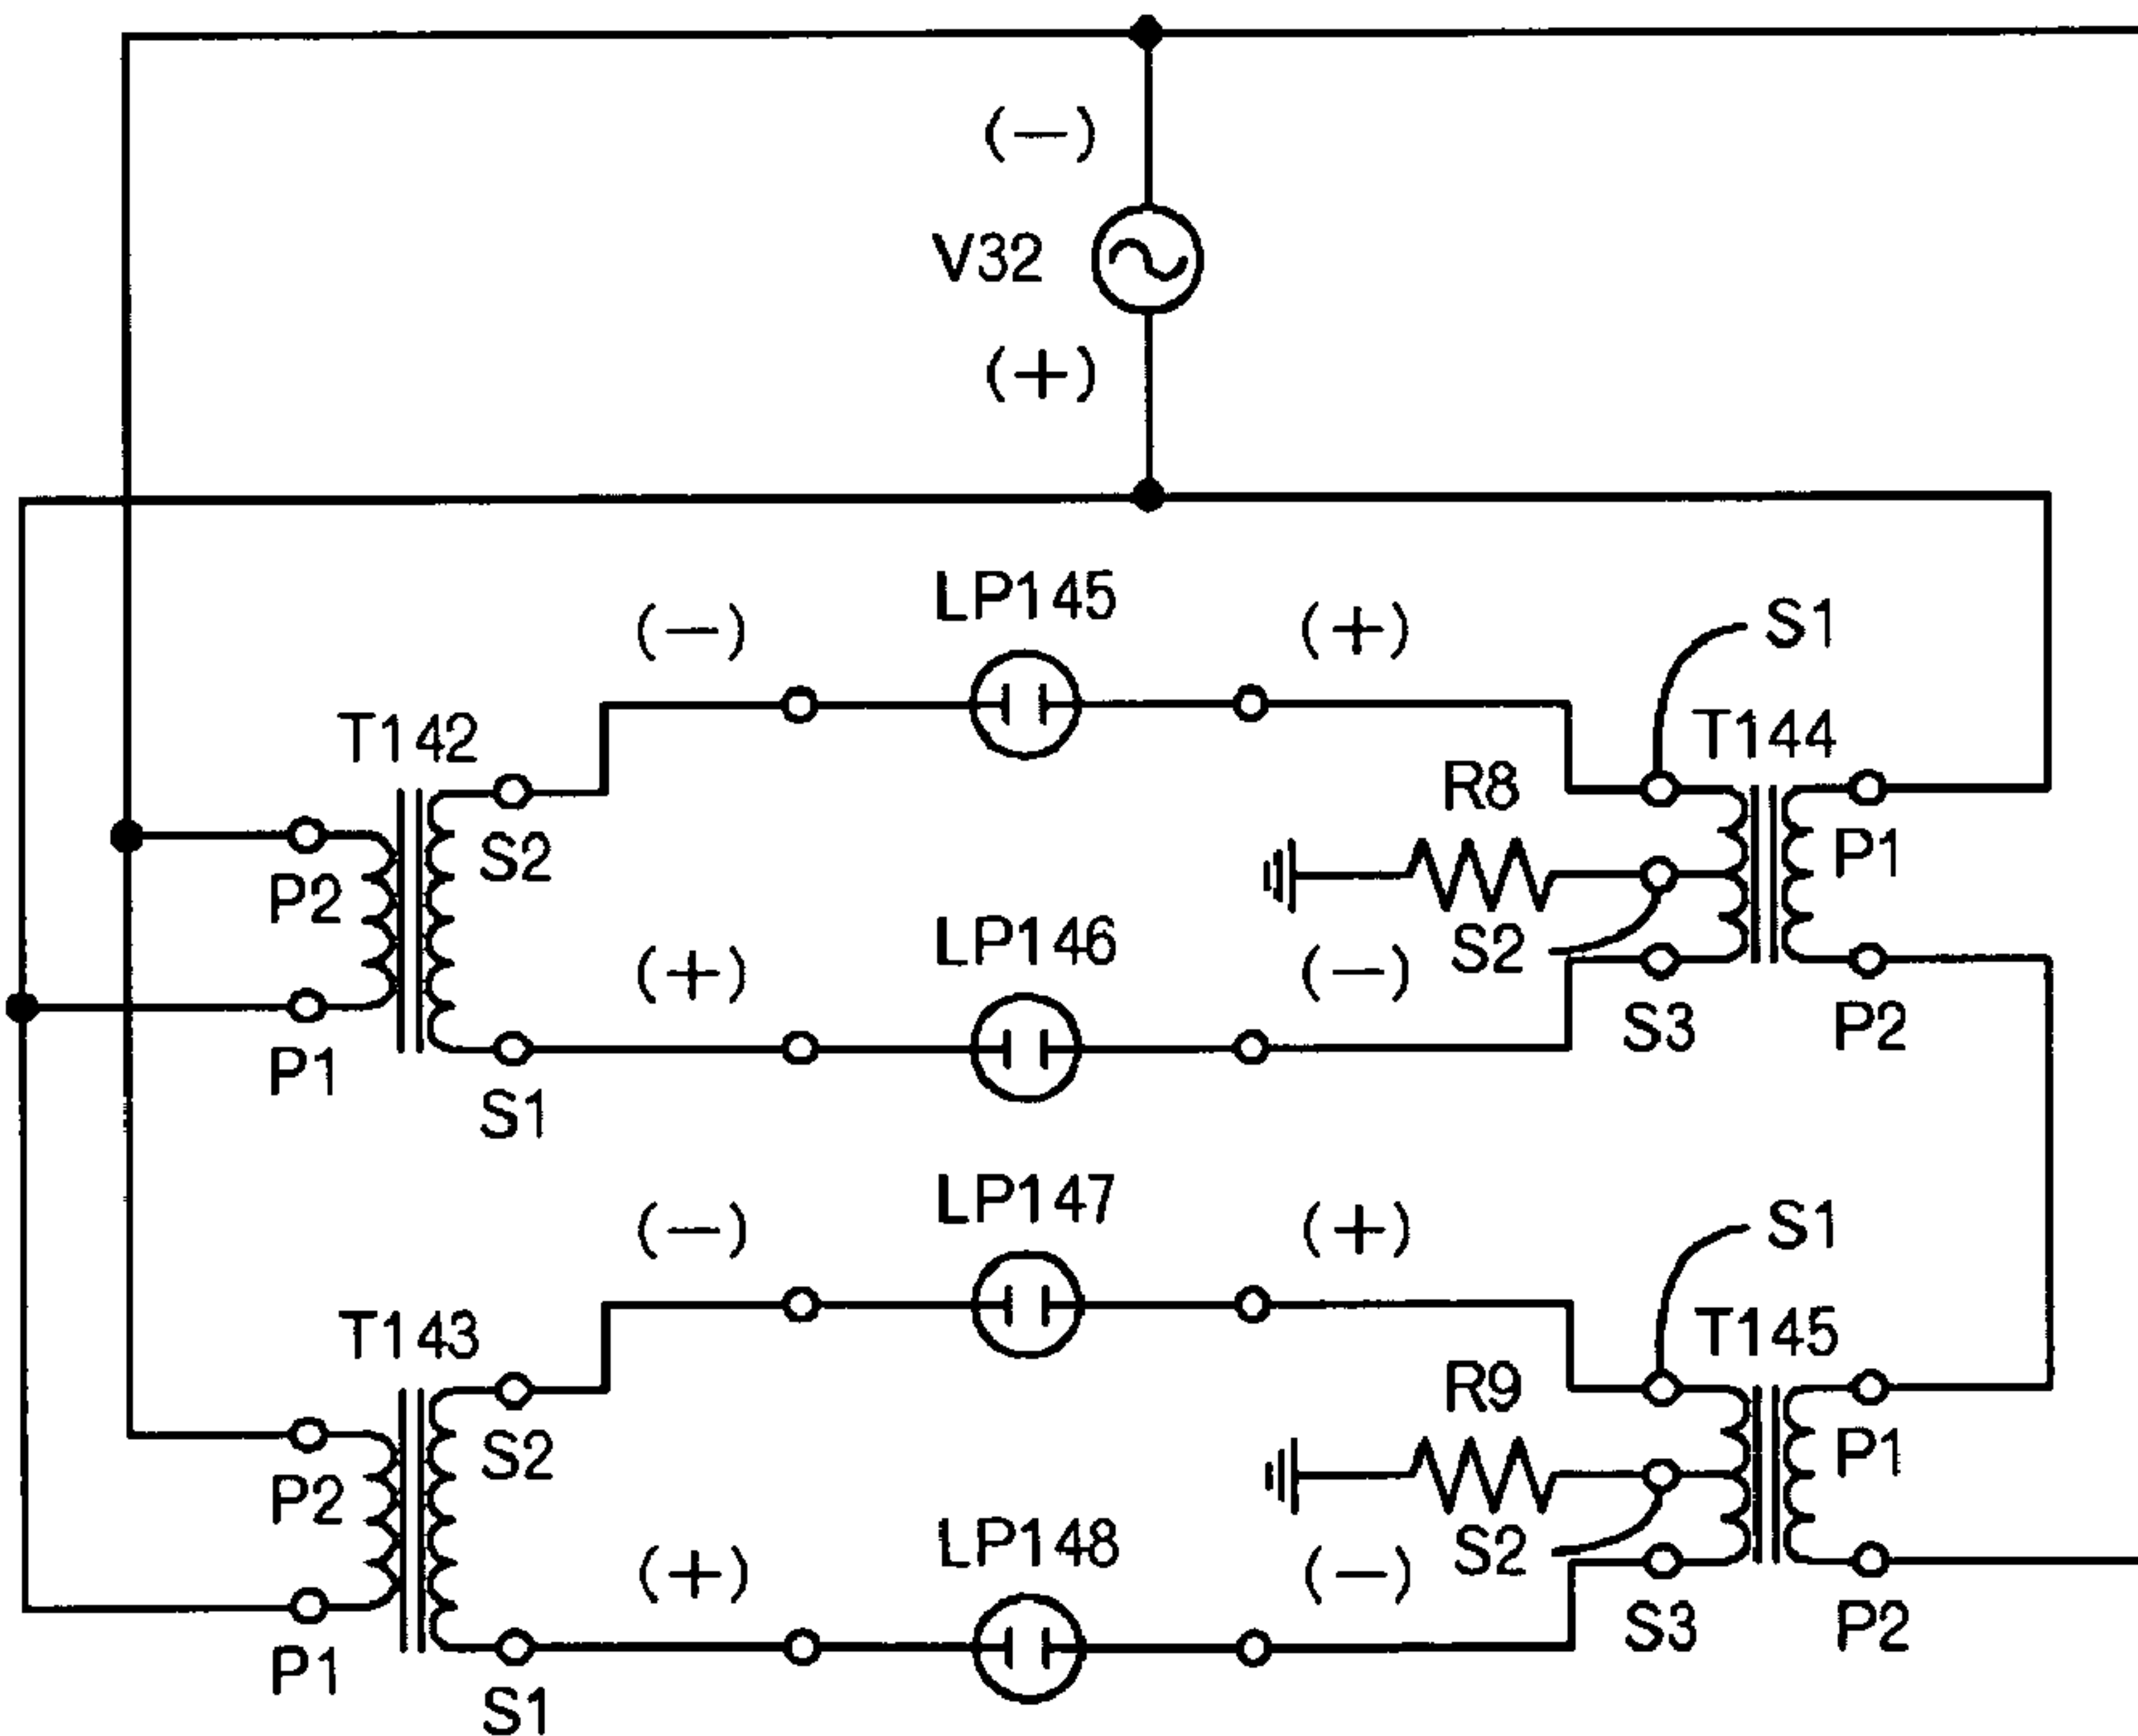 (−)
V32
(+)
LP145
(−)
(+)
S1
T142
T144
R8
S2
P1
P2
LP146
(+)
(−)
S2
S3
P2
P1
S1
LP147
(−)
(+)
S1
T143
T145
R9
S2
P1
P2
LP148
(+)
(−)
S2
S3
P2
P1
S1